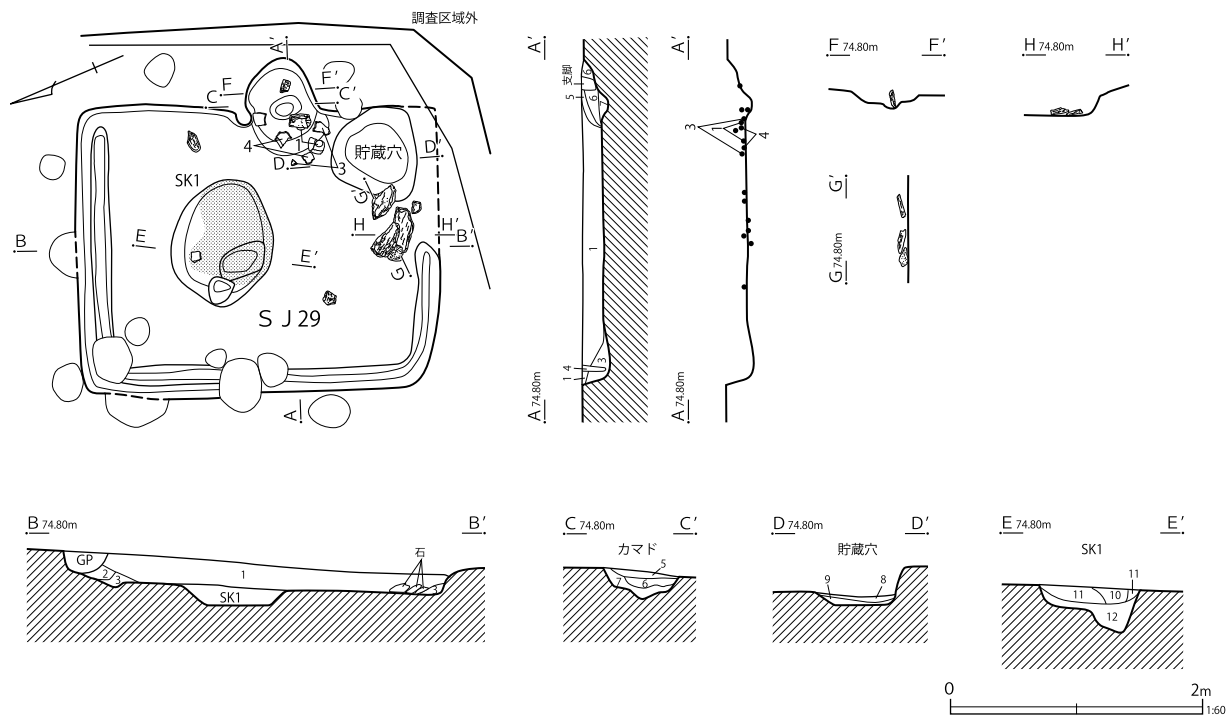 調査区域外
A′
F
F′
C
C′
4
1
D
3
貯蔵穴
D′
SK1
G′
H
H′
B
B′
E
E′
G
ＳＪ29
A
A′
支脚
6
5
6
1
3
4
1
A 74.80m
A′
3
1
4
A 74.80m
F 74.80m F′
H 74.80m H′
G′
G 74.80m
B 74.80m B′
GP
2
3
1
石
3
SK1
C 74.80m C′
カマド
5
7
6
D 74.80m D′
貯蔵穴
9
8
E 74.80m E′
SK1
11
11
10
12
0 2m
1:60